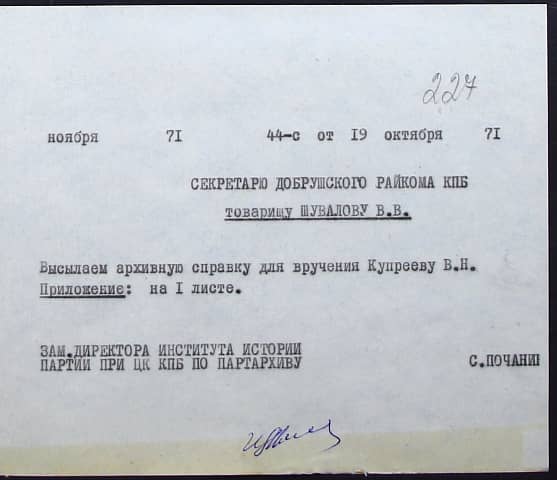 227
ноября 71 44-с от 19 октября 71
СЕКРЕТАРЮ ДОБРУШСКОГО РАЙКОМА КПБ
товарищу ШУВАЛОВУ В.В.
Высылаем архивную справку для вручения Купрееву В.Н.
Приложение: на I листе.
ЗАМ.ДИРЕКТОРА ИНСТИТУТА ИСТОРИИ
ПАРТИИ ПРИ ЦК КПБ ПО ПАРТАРХИВУ С.ПОЧАНИН